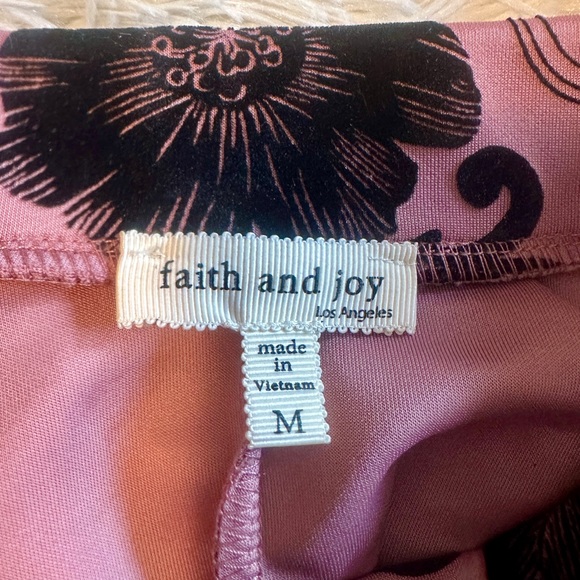 faith and joy
Los Angeles
made
in
Vietnam
M